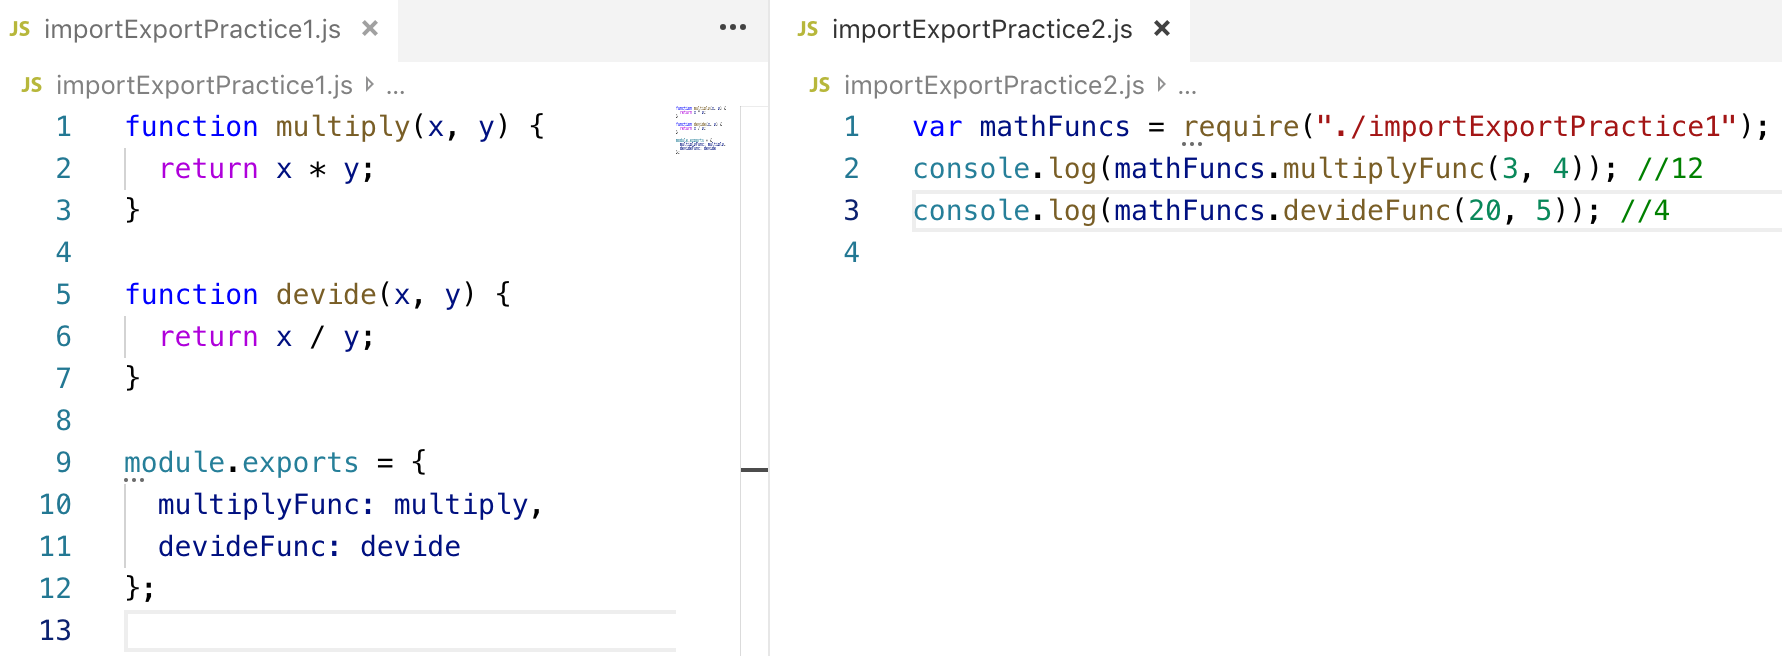 JS importExportPractice1.js ×
JS importExportPractice1.js ...
1 function multiply(x, y) {
2 return x * y;
3 }
4
5 function devide(x, y) {
6 return x / y;
7 }
8
9 module.exports = {
10 multiplyFunc: multiply,
11 devideFunc: devide
12 };
13
JS importExportPractice2.js ×
JS importExportPractice2.js ...
1 var mathFuncs = require("./importExportPractice1");
2 console.log(mathFuncs.multiplyFunc(3, 4)); //12
3 console.log(mathFuncs.devideFunc(20, 5)); //4
4